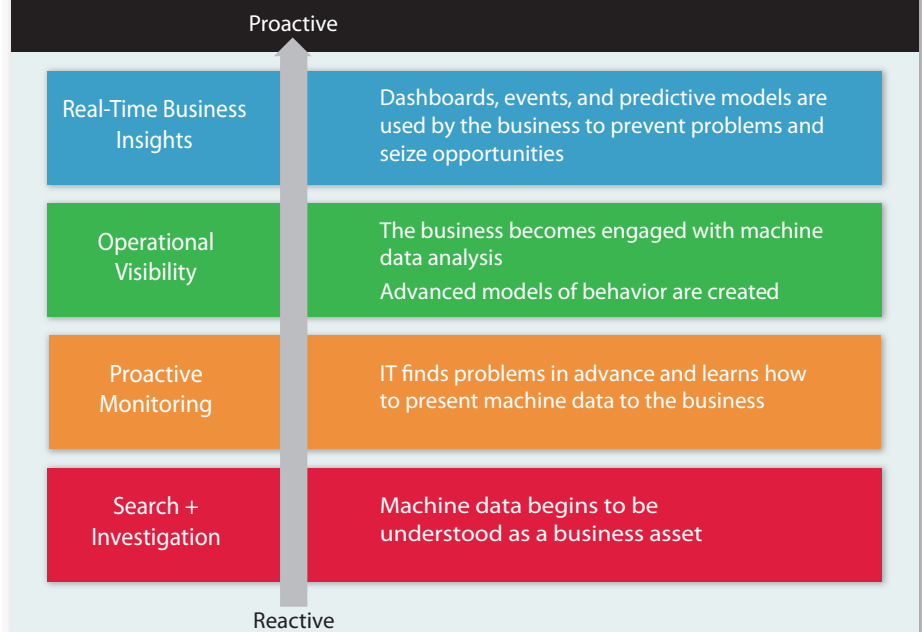 Proactive
Real-Time Business
Insights
Dashboards, events, and predictive models are
used by the business to prevent problems and
seize opportunities
Operational
Visibility
The business becomes engaged with machine
data analysis
Advanced models of behavior are created
Proactive
Monitoring
IT finds problems in advance and learns how
to present machine data to the business
Search +
Investigation
Machine data begins to be
understood as a business asset
Reactive